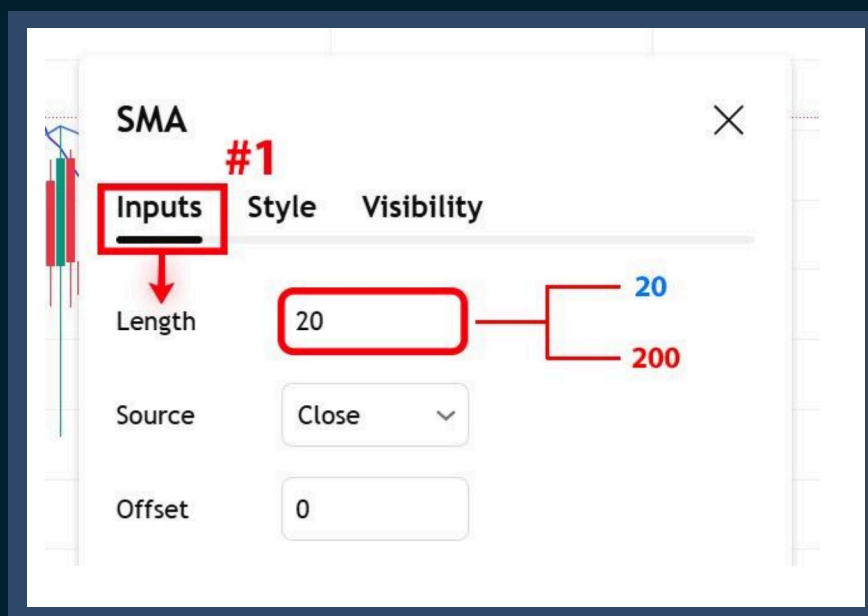 SMA
#1
Inputs Style Visibility
20
Length 20
200
Source Close
Offset 0